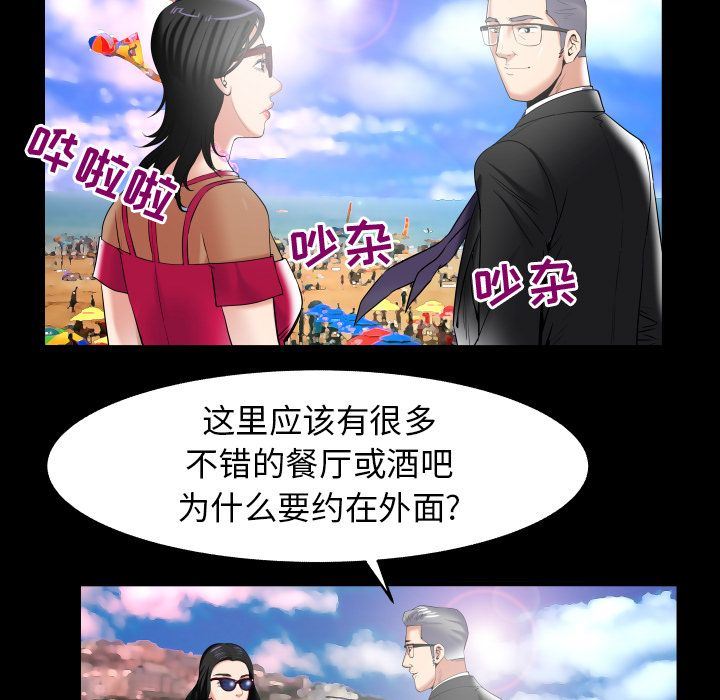 哗啦啦
吵杂
吵杂
这里应该有很多
不错的餐厅或酒吧
为什么要约在外面?